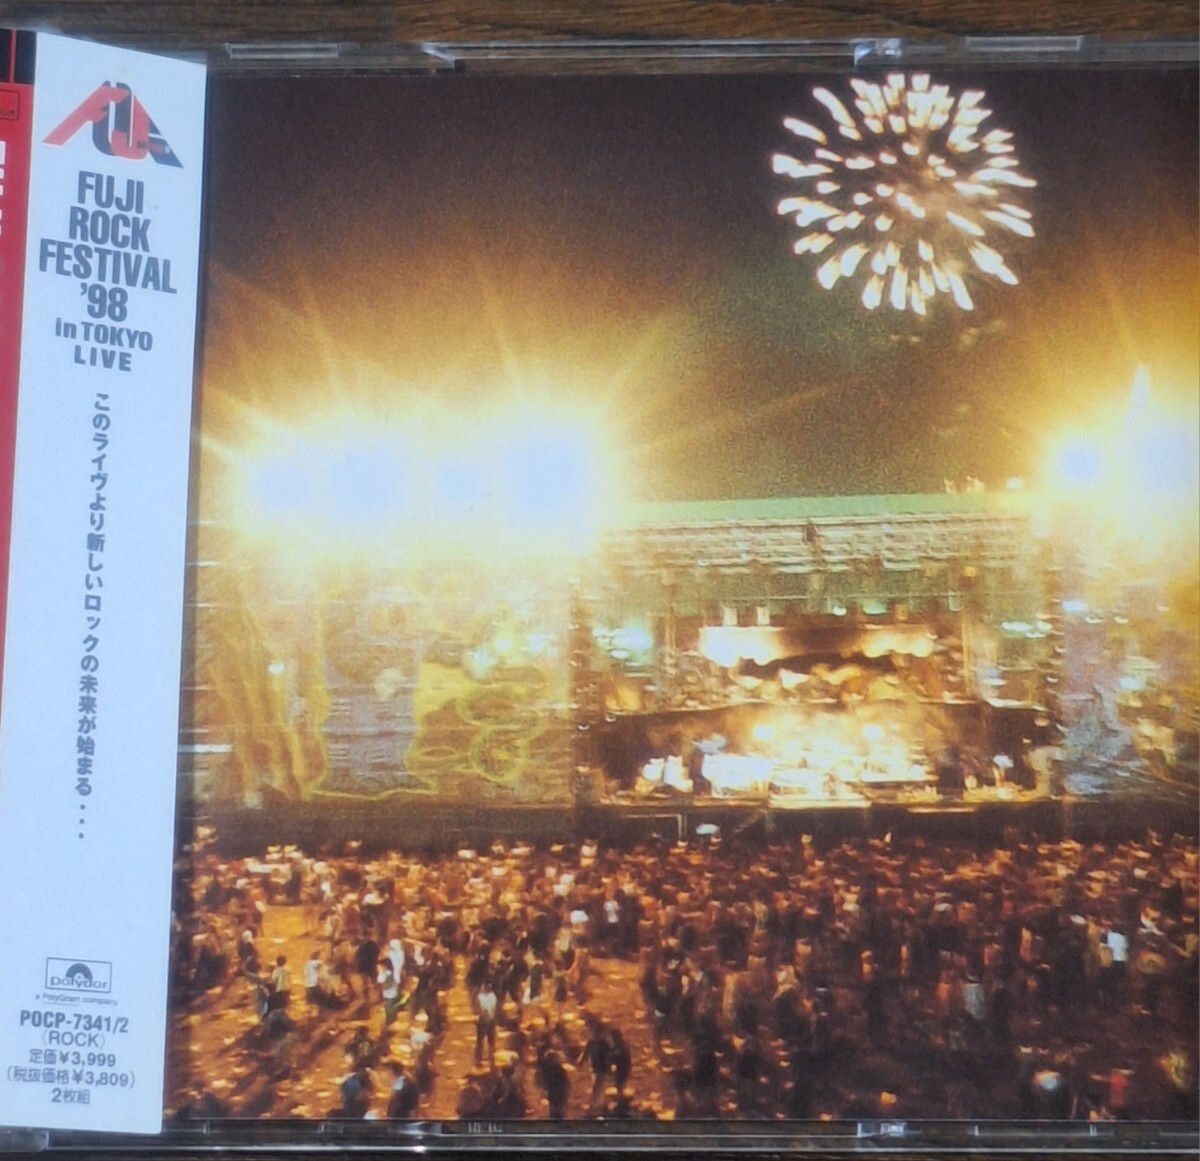 FUJI
ROCK
FESTIVAL
'98
in TOKYO
LIVE
このライヴより新しいロックの未来が始まる・・・
Polydor
a PolyGram company
POCP-7341/2
(ROCK)
定価¥3,999
(税抜価格¥3,809)
2枚組